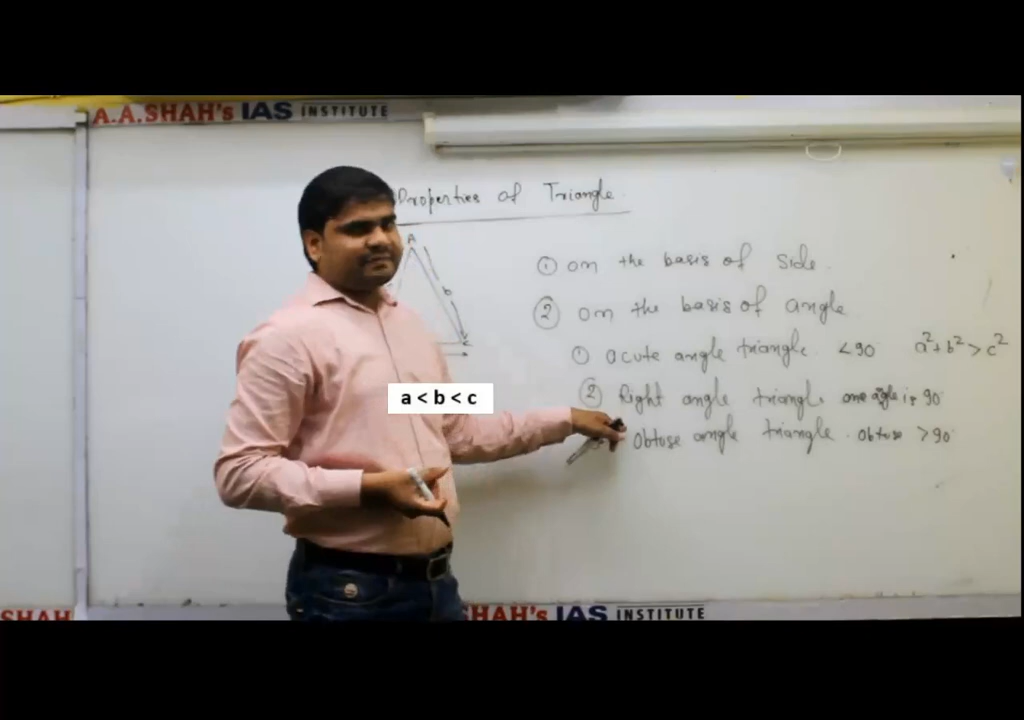 A.A.SHAH's IAS INSTITUTE
Properties of Triangle.
A
b
① on the basis of side.
② on the basis of angle
① acute angle triangle. <90 a²+b²>c²
a < b < c
② Right angle triangle one agle is 90
Obtuse angle triangle. Obtuse >90
SHAH
SHAH's IAS INSTITUTE